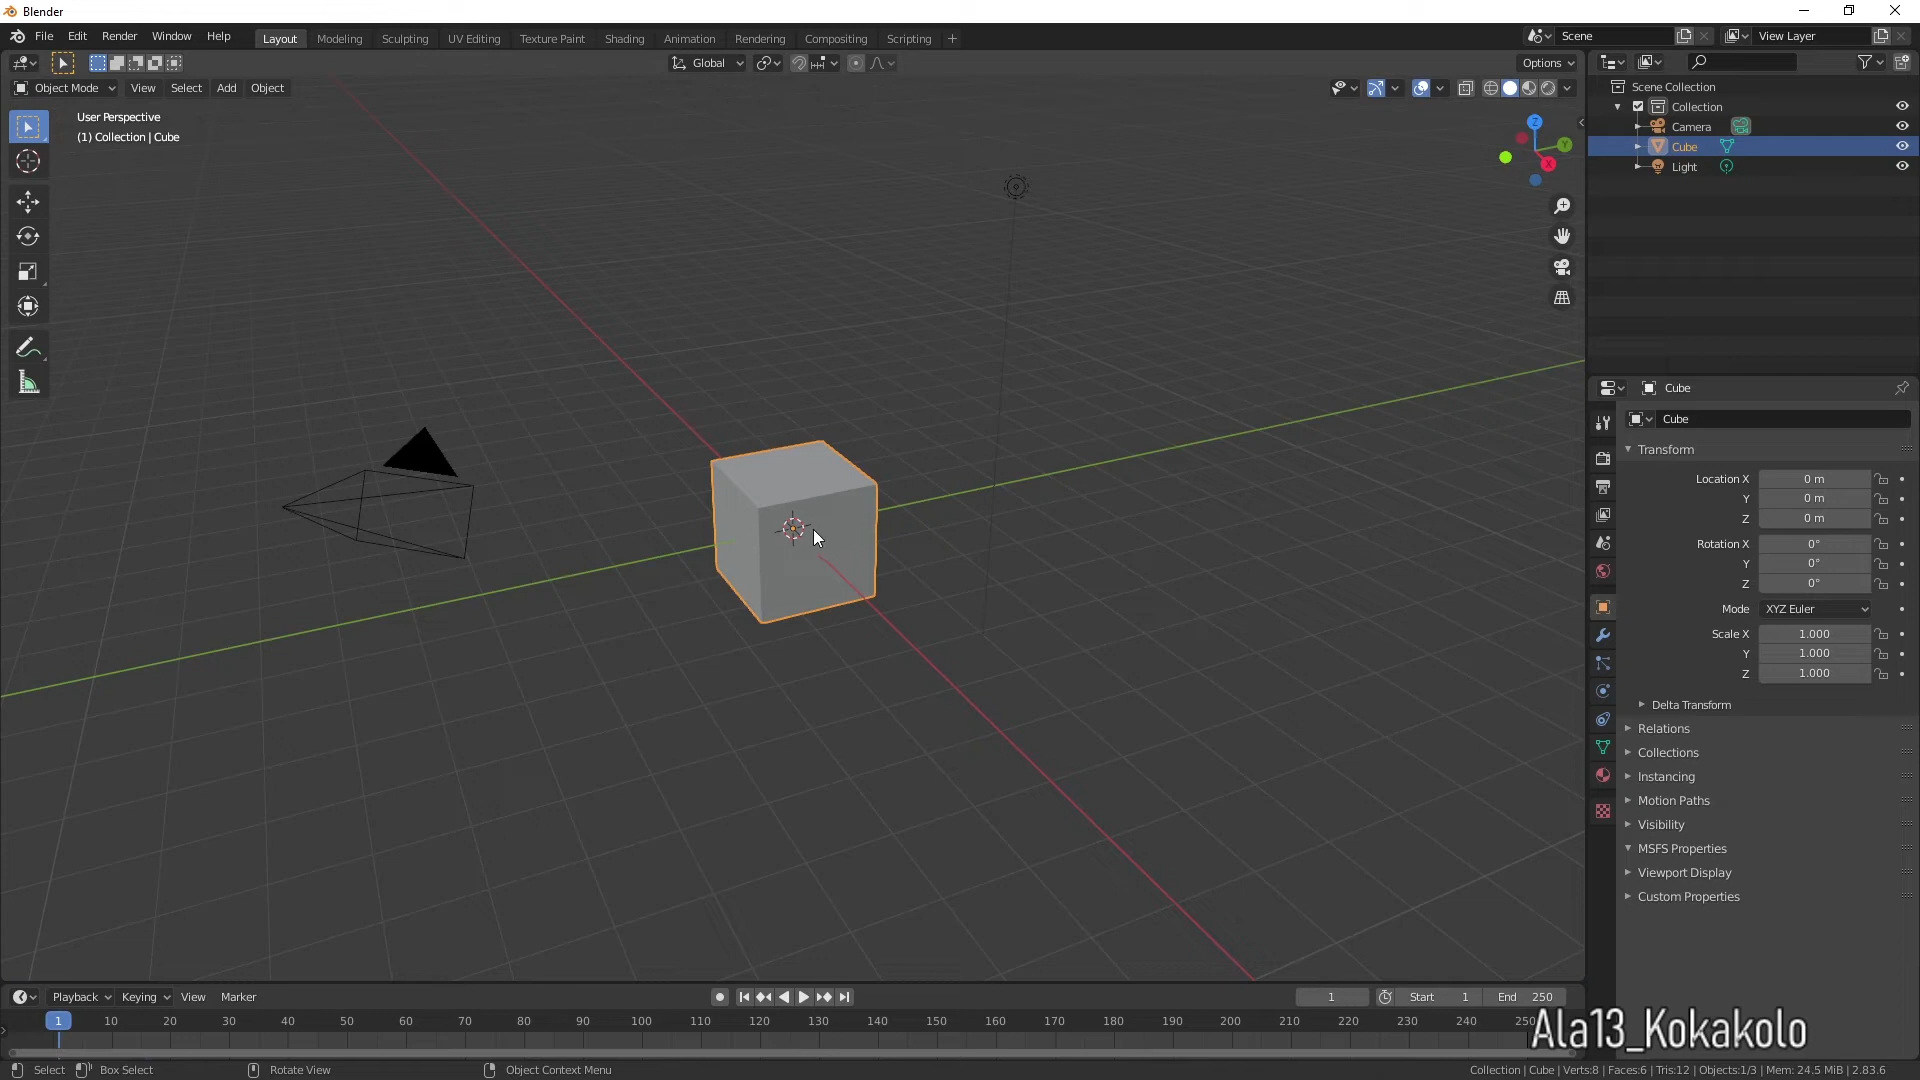 Blender
File Edit Render Window Help Layout Modeling Sculpting UV Editing Texture Paint Shading Animation Rendering Compositing Scripting + Scene View Layer
Global Options
Object Mode View Select Add Object
User Perspective
(1) Collection | Cube
Z
Y
X
Scene Collection
Collection
Camera
Cube
Light
Cube
Cube
Transform
Location X 0 m
Y 0 m
Z 0 m
Rotation X 0°
Y 0°
Z 0°
Mode XYZ Euler
Scale X 1.000
Y 1.000
Z 1.000
Delta Transform
Relations
Collections
Instancing
Motion Paths
Visibility
MSFS Properties
Viewport Display
Custom Properties
Playback Keying View Marker 1 Start 1 End 250
1 10 20 30 40 50 60 70 80 90 100 110 120 130 140 150 160 170 180 190 200 210 220 230 240 250
Ala13_Kokakolo
Select Box Select Rotate View Object Context Menu Collection | Cube | Verts:8 | Faces:6 | Tris:12 | Objects:1/3 | Mem: 24.5 MiB | 2.83.6